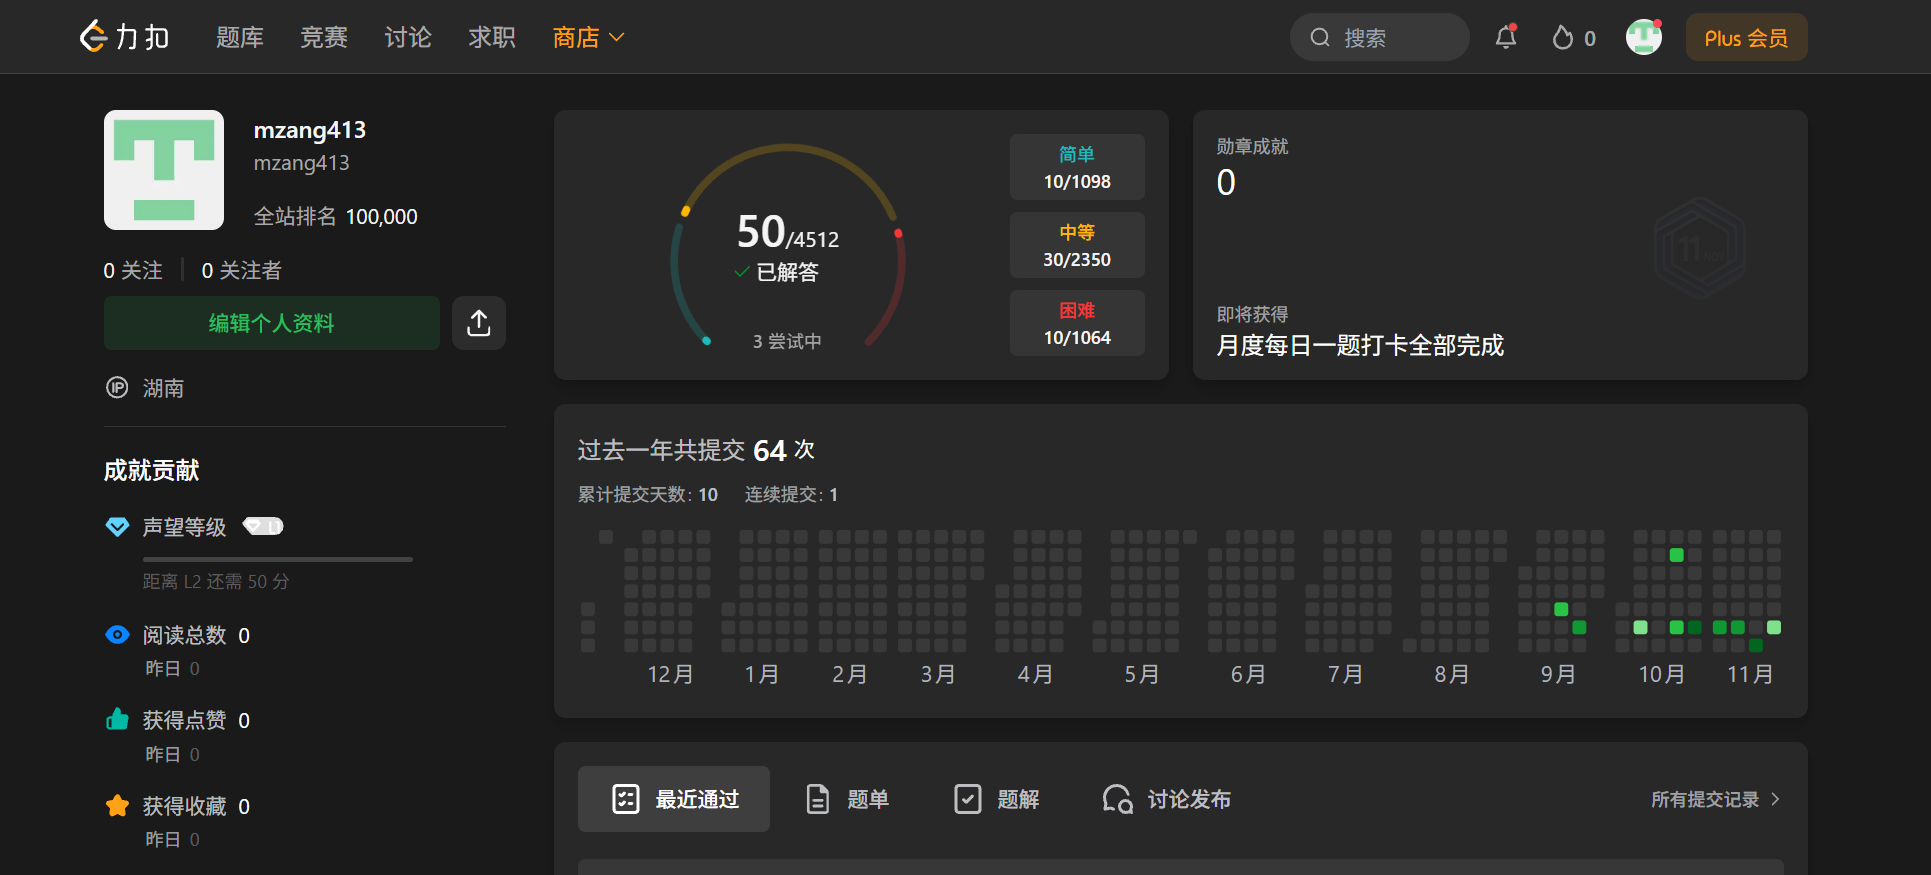 力扣 题库 竞赛 讨论 求职 商店 搜索 0 Plus 会员
mzang413
mzang413
全站排名 100,000
0 关注 0 关注者
编辑个人资料
IP 湖南
成就贡献
声望等级 L1
距离 L2 还需 50 分
阅读总数 0
昨日 0
获得点赞 0
昨日 0
获得收藏 0
昨日 0
50/4512
已解答
3 尝试中
简单
10/1098
中等
30/2350
困难
10/1064
勋章成就
0
11
即将获得
月度每日一题打卡全部完成
过去一年共提交 64 次
累计提交天数: 10 连续提交: 1
12月 1月 2月 3月 4月 5月 6月 7月 8月 9月 10月 11月
最近通过 题单 题解 讨论发布 所有提交记录